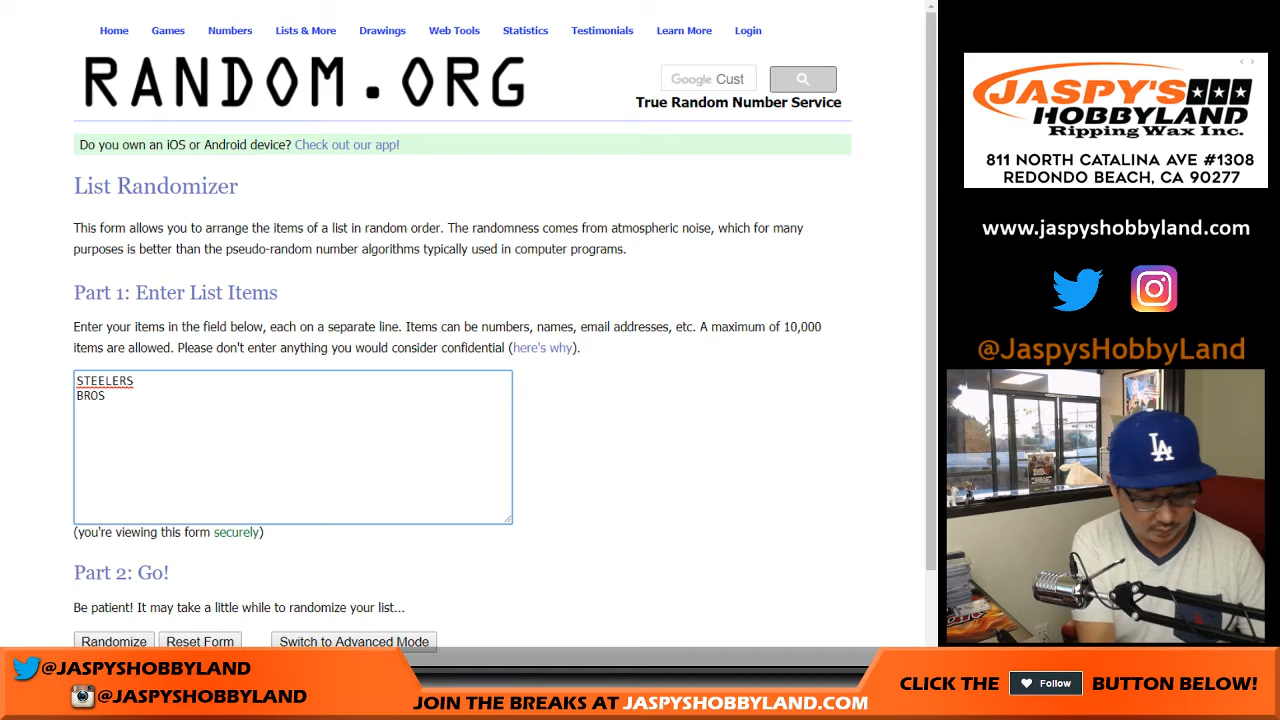 Home Games Numbers Lists & More Drawings Web Tools Statistics Testimonials Learn More Login
RANDOM.ORG
Google Cust
True Random Number Service
Do you own an iOS or Android device? Check out our app!
List Randomizer
This form allows you to arrange the items of a list in random order. The randomness comes from atmospheric noise, which for many
purposes is better than the pseudo-random number algorithms typically used in computer programs.
Part 1: Enter List Items
Enter your items in the field below, each on a separate line. Items can be numbers, names, email addresses, etc. A maximum of 10,000
items are allowed. Please don't enter anything you would consider confidential (here's why).
STEELERS
BROS
(you're viewing this form securely)
Part 2: Go!
Be patient! It may take a little while to randomize your list...
Randomize Reset Form Switch to Advanced Mode
JASPY'S
HOBBYLAND
Ripping Wax Inc.
811 NORTH CATALINA AVE #1308
REDONDO BEACH, CA 90277
www.jaspyshobbyland.com
@JaspysHobbyLand
LA
@JASPYSHOBBYLAND
@JASPYSHOBBYLAND
JOIN THE BREAKS AT JASPYSHOBBYLAND.COM
CLICK THE Follow BUTTON BELOW!